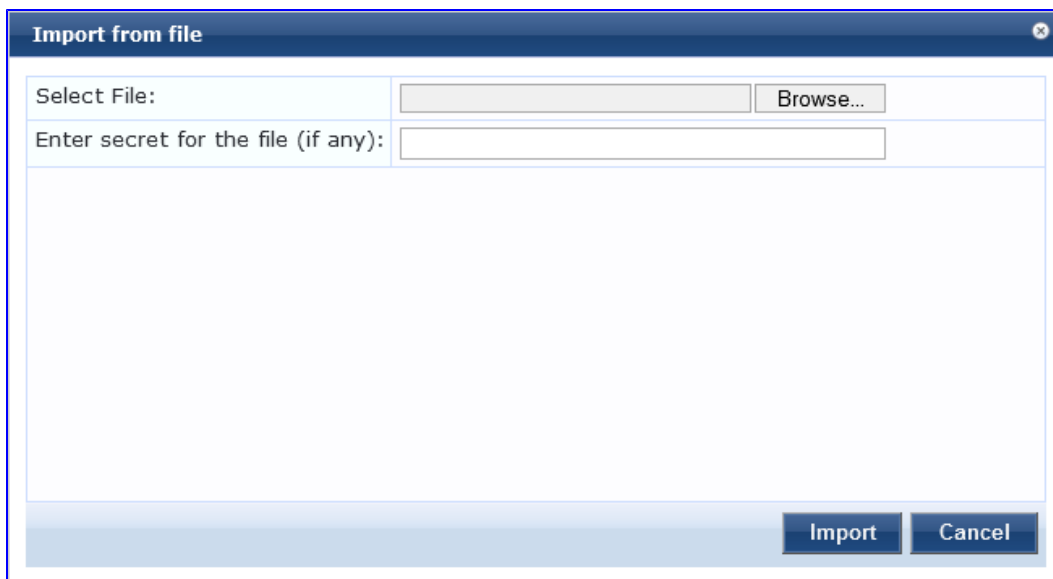 Import from file
Select File:
Browse...
Enter secret for the file (if any):
Import Cancel